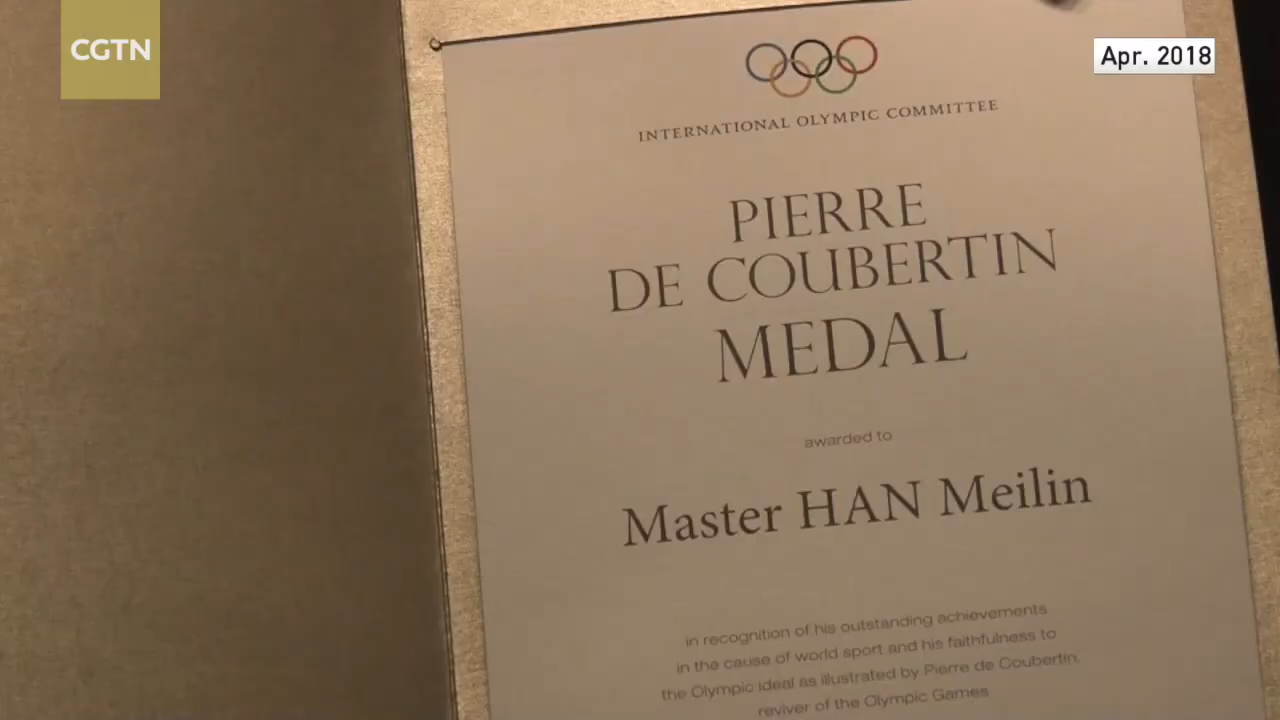 CGTN
Apr. 2018
INTERNATIONAL OLYMPIC COMMITTEE
PIERRE
DE COUBERTIN
MEDAL
awarded to
Master HAN Meilin
in recognition of his outstanding achievements
in the cause of world sport and his faithfulness to
the Olympic ideal as illustrated by Pierre de Coubertin,
reviver of the Olympic Games